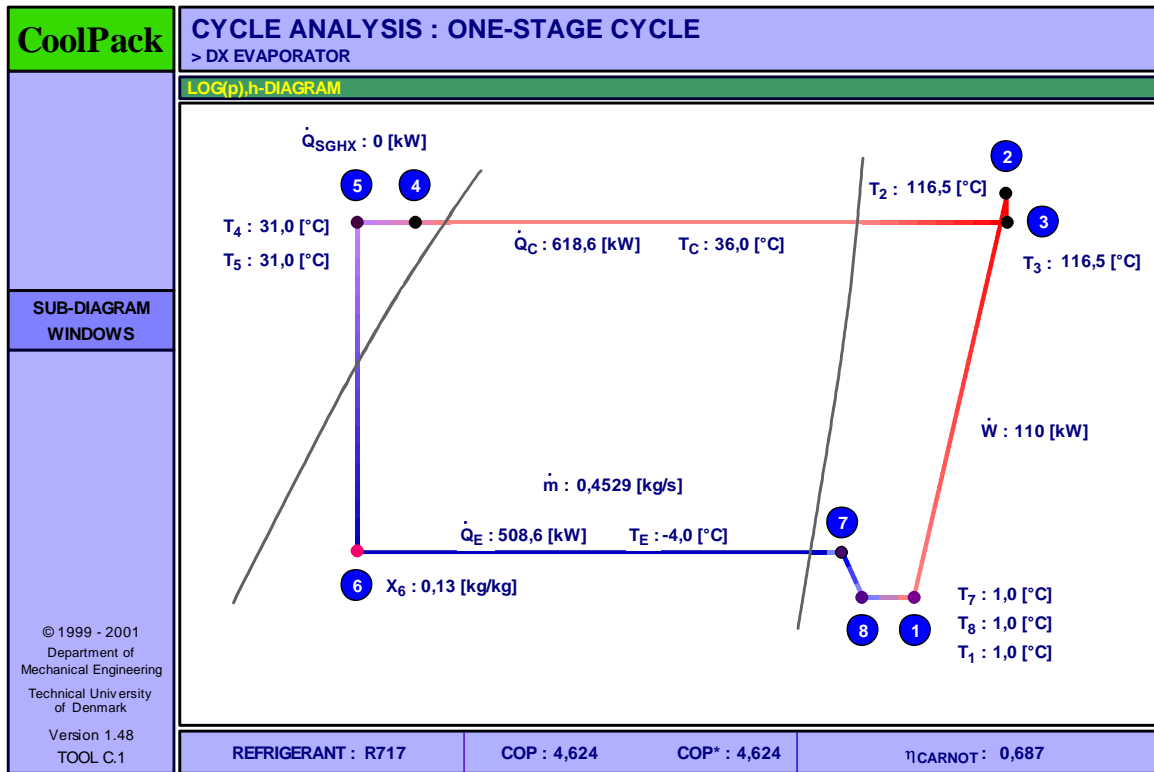 CoolPack
CYCLE ANALYSIS : ONE-STAGE CYCLE
> DX EVAPORATOR
LOG(p),h-DIAGRAM
SUB-DIAGRAM
WINDOWS
© 1999 - 2001
Department of
Mechanical Engineering
Technical University
of Denmark
Version 1.48
TOOL C.1
Q̇SGHX : 0 [kW]
5
4
2
T2 : 116,5 [°C]
3
T4 : 31,0 [°C]
T5 : 31,0 [°C]
Q̇C : 618,6 [kW] TC : 36,0 [°C]
T3 : 116,5 [°C]
Ẇ : 110 [kW]
ṁ : 0,4529 [kg/s]
7
Q̇E : 508,6 [kW] TE : -4,0 [°C]
6
X6 : 0,13 [kg/kg]
8
1
T7 : 1,0 [°C]
T8 : 1,0 [°C]
T1 : 1,0 [°C]
REFRIGERANT : R717 COP : 4,624 COP* : 4,624 ηCARNOT : 0,687